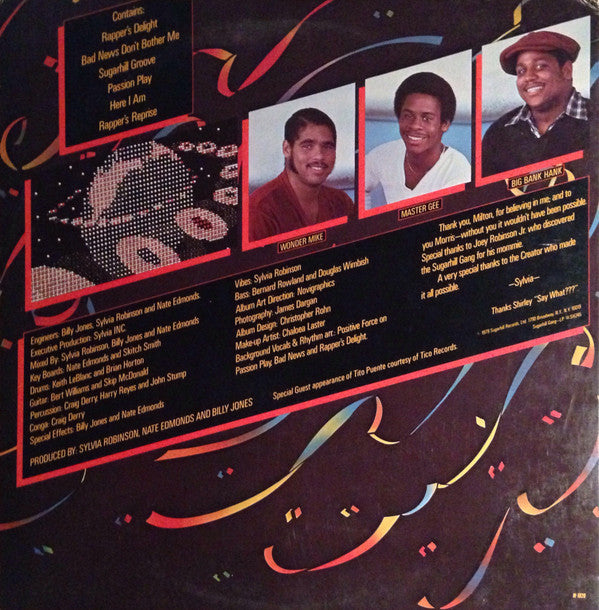 Contains:
Rapper's Delight
Bad News Don't Bother Me
Sugarhill Groove
Passion Play
Here I Am
Rapper's Reprise
WONDER MIKE
MASTER GEE
BIG BANK HANK
Engineers: Billy Jones, Sylvia Robinson and Nate Edmonds.
Executive Production: Sylvia INC.
Mixed By: Sylvia Robinson, Billy Jones and Nate Edmonds
Key Boards: Nate Edmonds and Skitch Smith
Drums: Keith LeBlanc and Brian Horton
Guitar: Bert Williams and Skip McDonald
Percussion: Craig Derry, Harry Reyes and John Stump
Conga: Craig Derry
Special Effects: Billy Jones and Nate Edmonds
PRODUCED BY: SYLVIA ROBINSON, NATE EDMONDS AND BILLY JONES
Vibes: Sylvia Robinson
Bass: Bernard Rowland and Douglas Wimbish
Album Art Direction: Novigraphics
Photography: James Dargan
Album Design: Christopher Rohn
Make-up Artist: Chaloea Laster
Background Vocals & Rhythm arr.: Positive Force on
Passion Play, Bad News and Rapper's Delight.
Special Guest appearance of Tito Puente courtesy of Tico Records.
Thank you, Milton, for believing in me; and to
you Morris—without you it wouldn't have been possible.
Special thanks to Joey Robinson Jr. who discovered
the Sugarhill Gang for his mommie.
A very special thanks to the Creator who made
it all possible.
—Sylvia—
Thanks Shirley "Say What???"
Sugarhill Records, Ltd.
Sugarhill Gang—LP